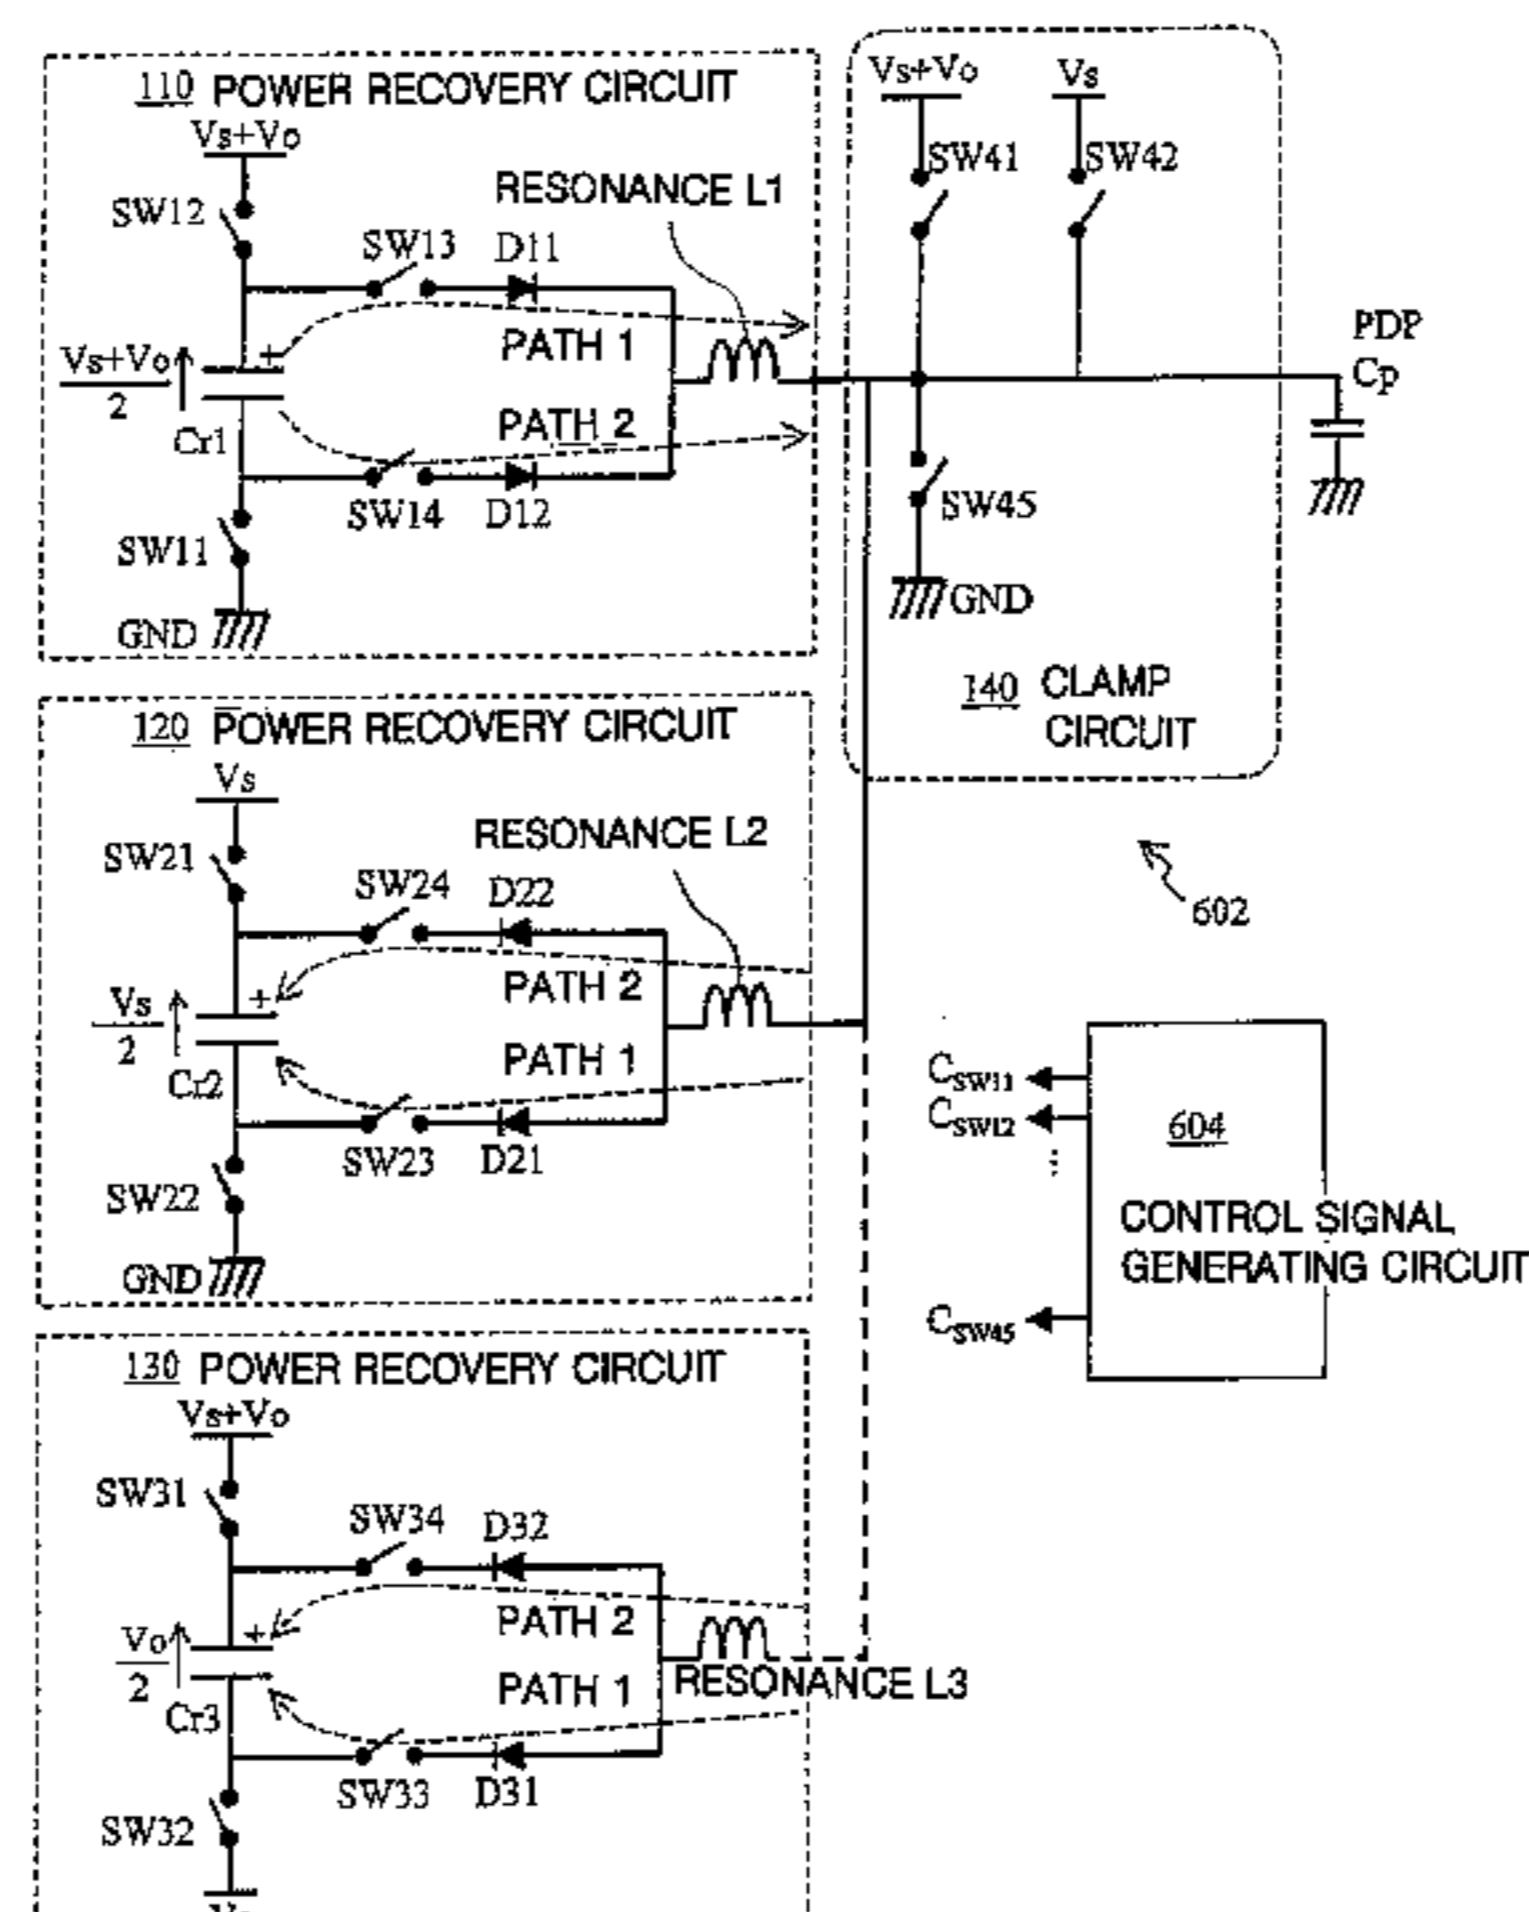 110 POWER RECOVERY CIRCUIT
Vs+Vo
SW12
SW13
D11
RESONANCE L1
PATH 1
Vs+Vo
2
+
Cr1
PATH 2
SW14
D12
SW11
GND
Vs+Vo
Vs
SW41
SW42
PDP
Cp
SW45
GND
140 CLAMP
CIRCUIT
602
120 POWER RECOVERY CIRCUIT
Vs
SW21
SW24
D22
RESONANCE L2
PATH 2
Vs
2
+
Cr2
PATH 1
SW23
D21
SW22
GND
CSW11
CSW12
⋮
CSW45
604
CONTROL SIGNAL
GENERATING CIRCUIT
130 POWER RECOVERY CIRCUIT
Vs+Vo
SW31
SW34
D32
PATH 2
Vo
2
+
Cr3
PATH 1
RESONANCE L3
SW33
D31
SW32